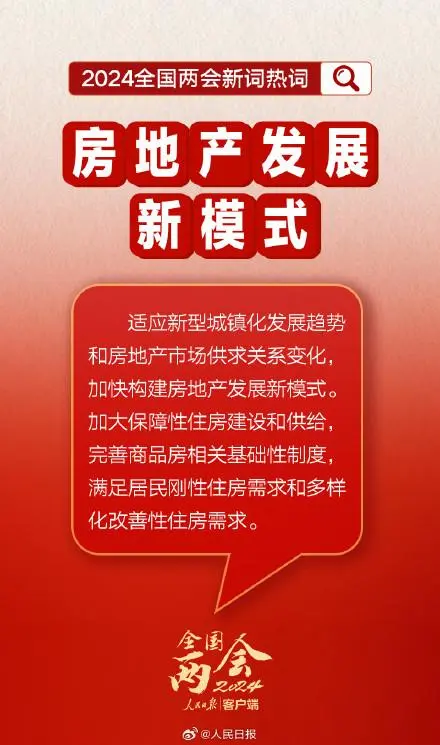 2024全国两会新词热词
房地产发展
新模式
适应新型城镇化发展趋势
和房地产市场供求关系变化，
加快构建房地产发展新模式。
加大保障性住房建设和供给，
完善商品房相关基础性制度，
满足居民刚性住房需求和多样
化改善性住房需求。
全国
两会
2024
人民日报 客户端
@人民日报